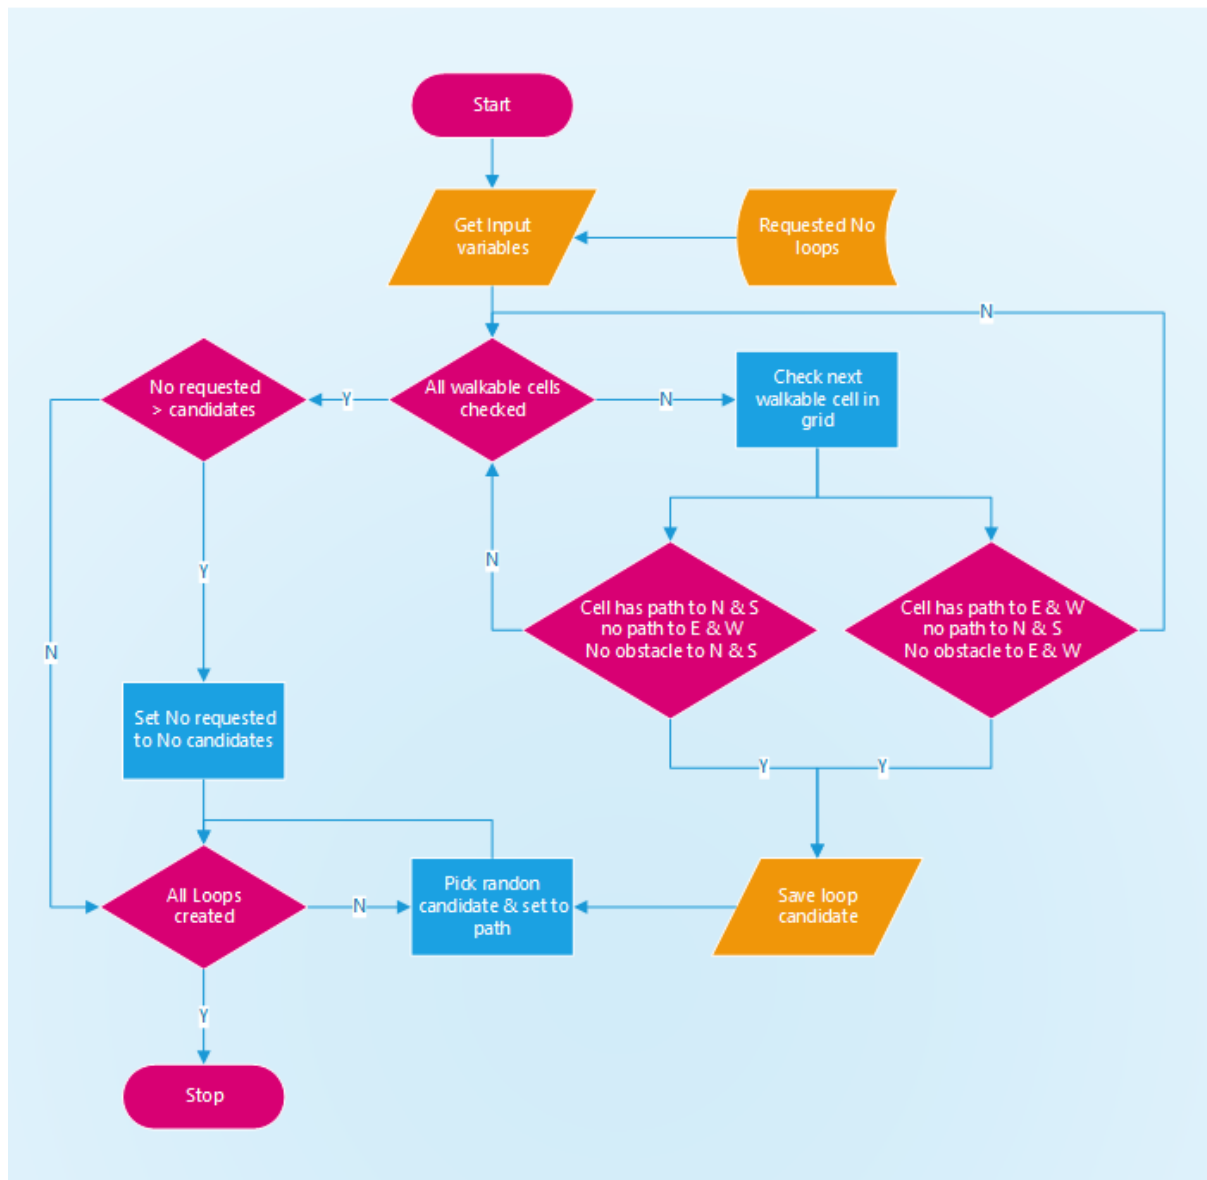 Start
Get Input
variables
Requested No
loops
N
No requested
> candidates
Y
All walkable cells
checked
N
Check next
walkable cell in
grid
N
Y
Cell has path to N & S
no path to E & W
No obstacle to N & S
Cell has path to E & W
no path to N & S
No obstacle to E & W
N
Set No requested
to No candidates
Y
Y
All Loops
created
N
Pick randon
candidate & set to
path
Save loop
candidate
Y
Stop